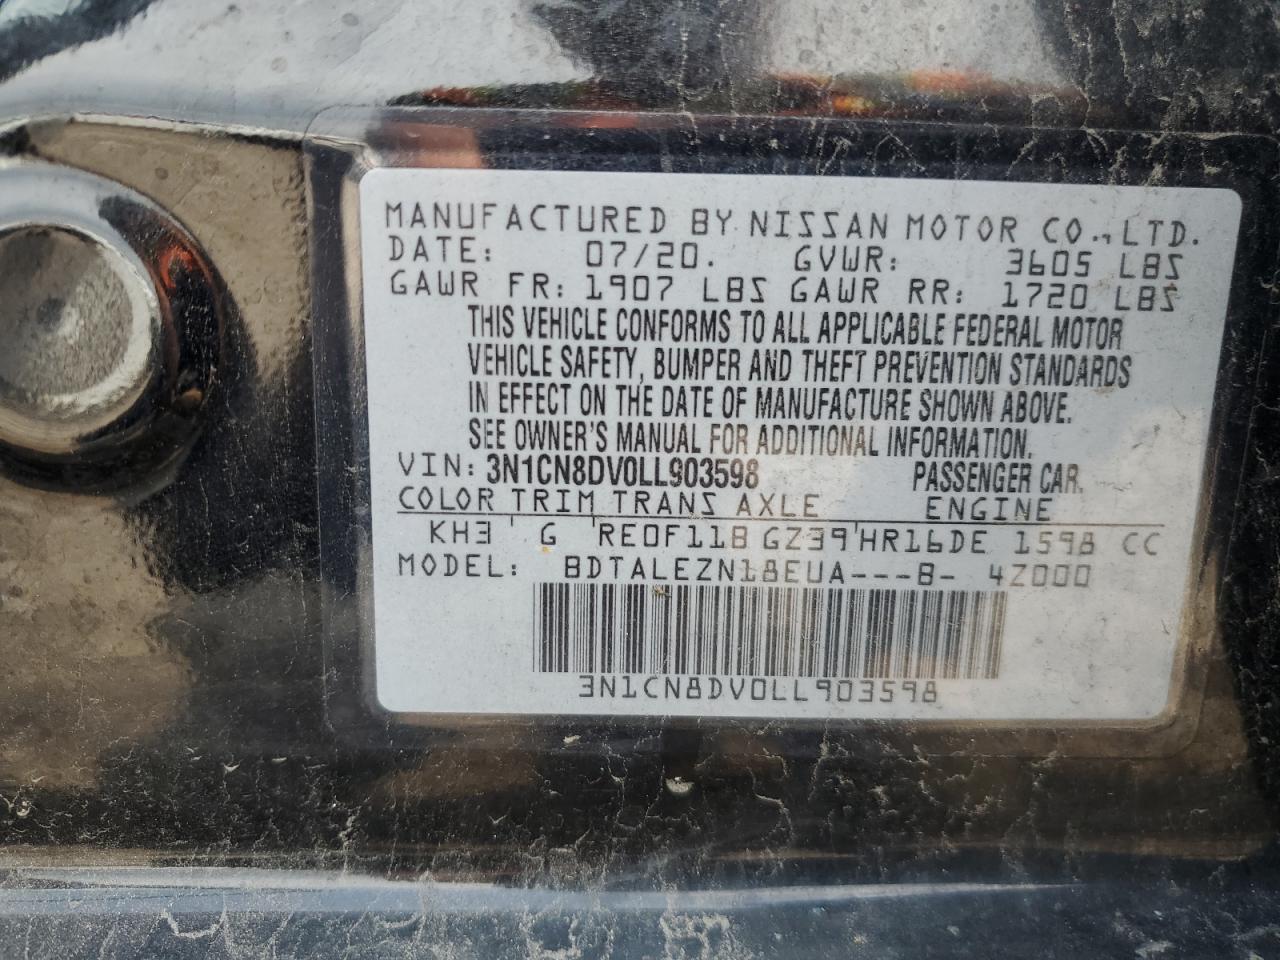 MANUFACTURED BY NISSAN MOTOR CO., LTD.
DATE: 07/20. GVWR: 3605 LBS
GAWR FR: 1907 LBS GAWR RR: 1720 LBS
THIS VEHICLE CONFORMS TO ALL APPLICABLE FEDERAL MOTOR
VEHICLE SAFETY, BUMPER AND THEFT PREVENTION STANDARDS
IN EFFECT ON THE DATE OF MANUFACTURE SHOWN ABOVE.
SEE OWNER'S MANUAL FOR ADDITIONAL INFORMATION.
VIN: 3N1CN8DV0LL903598 PASSENGER CAR.
COLOR TRIM TRANS AXLE ENGINE
KH3 ' G 'RE0F11B GZ39'HR16DE 1598 CC
MODEL: BDTALEZN18EUA---B- 4Z000
3N1CN8DV0LL903598